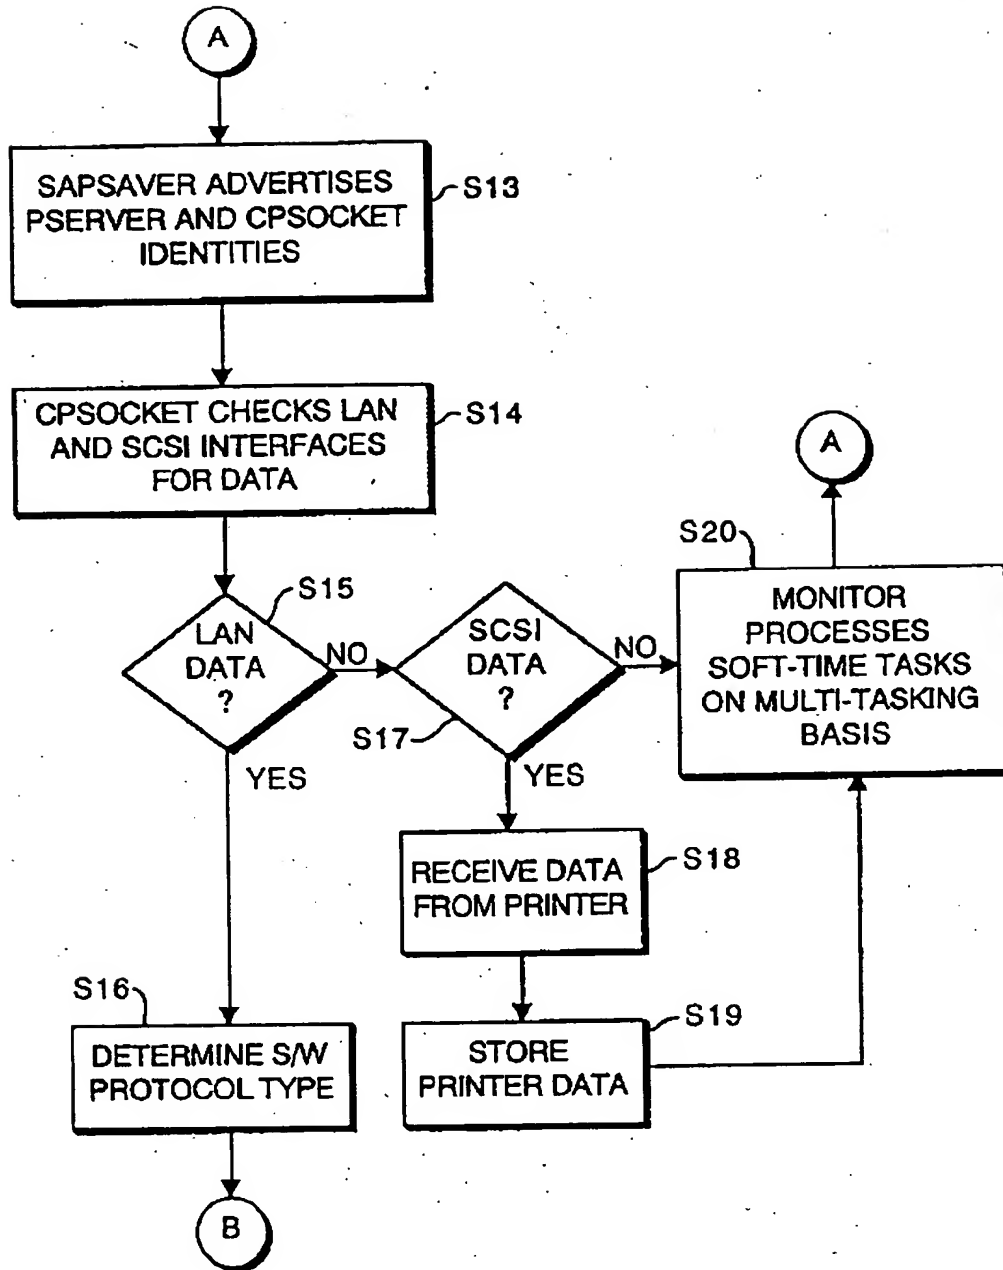 A
SAPSAVER ADVERTISES
PSERVER AND CPSOCKET
IDENTITIES
S13
CPSOCKET CHECKS LAN
AND SCSI INTERFACES
FOR DATA
S14
S15
LAN
DATA
?
NO
YES
S16
DETERMINE S/W
PROTOCOL TYPE
B
SCSI
DATA
?
S17
NO
YES
RECEIVE DATA
FROM PRINTER
S18
STORE
PRINTER DATA
S19
A
S20
MONITOR
PROCESSES
SOFT-TIME TASKS
ON MULTI-TASKING
BASIS